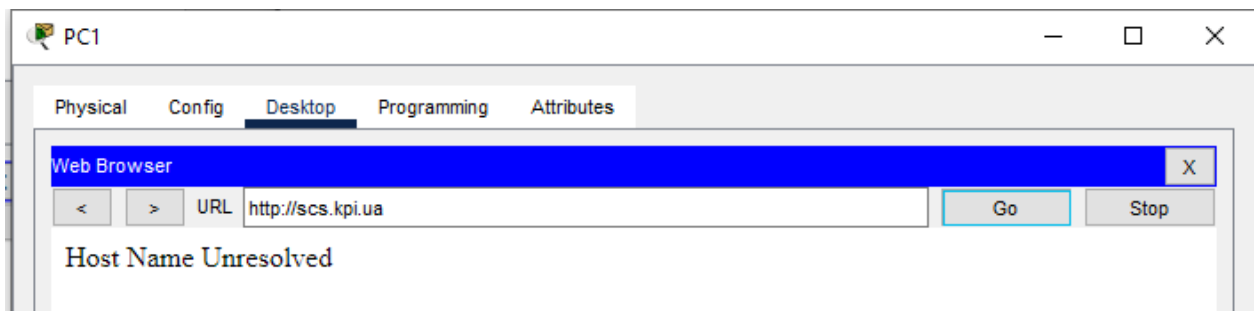 PC1
Physical Config Desktop Programming Attributes
Web Browser X
< > URL http://scs.kpi.ua Go Stop
Host Name Unresolved